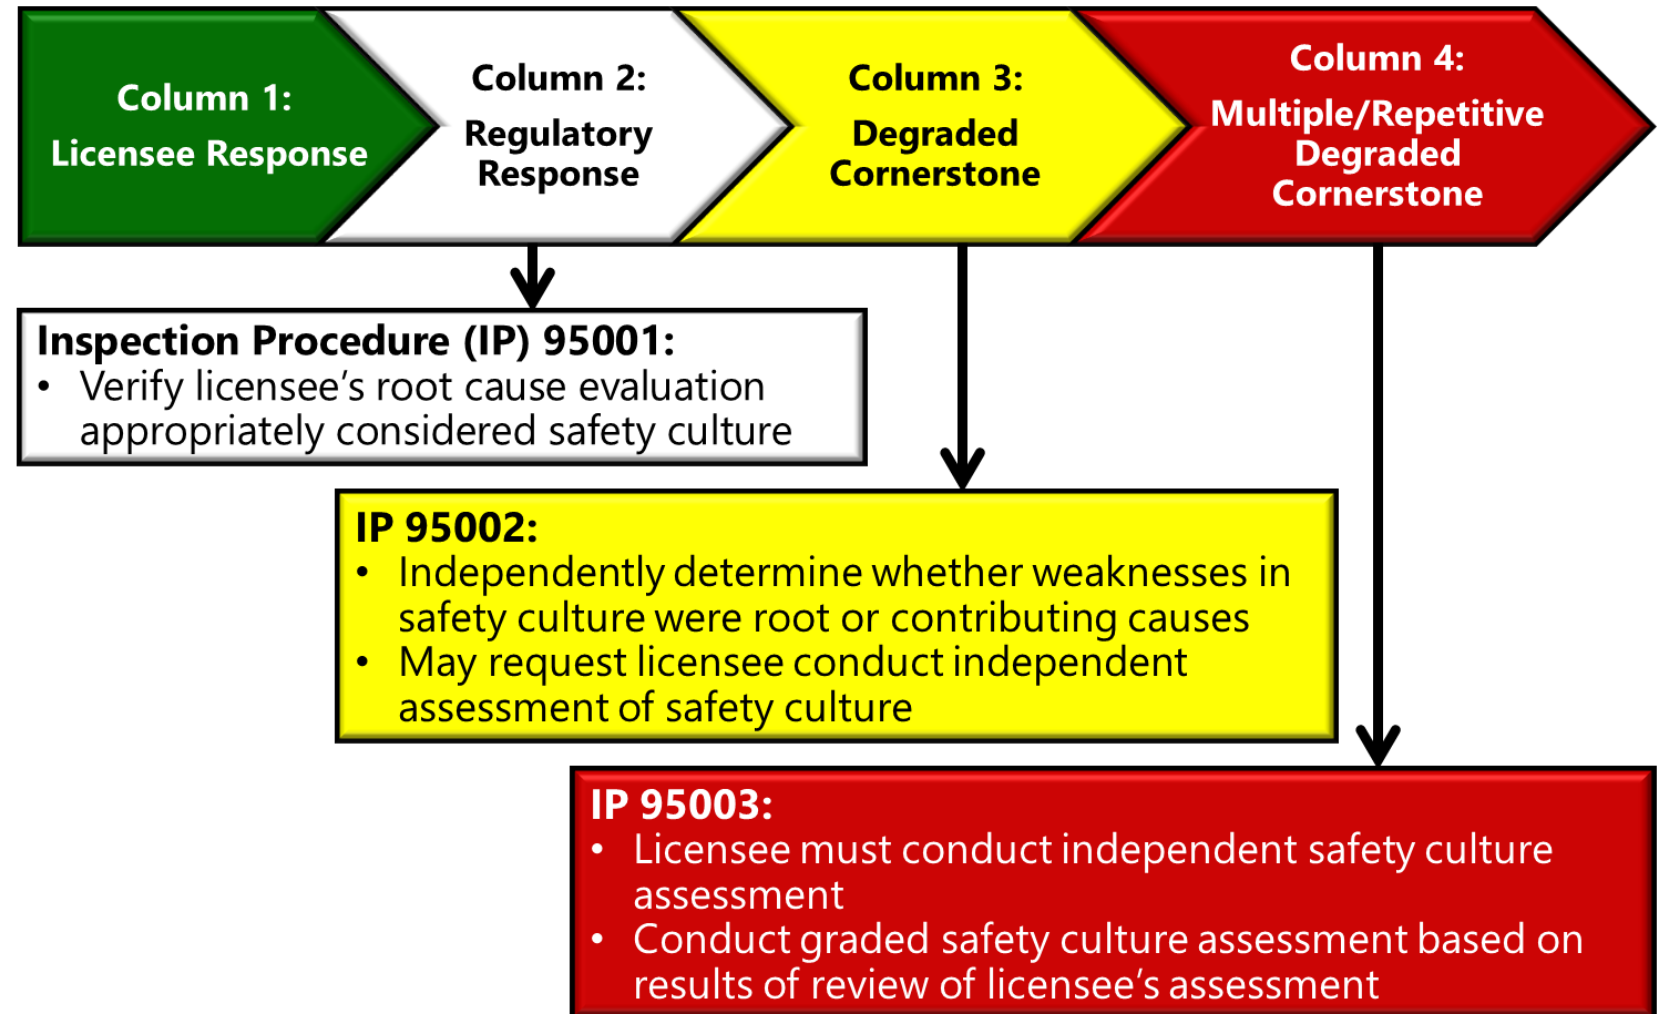 Column 1:
Licensee Response
Column 2:
Regulatory
Response
Column 3:
Degraded
Cornerstone
Column 4:
Multiple/Repetitive
Degraded
Cornerstone
Inspection Procedure (IP) 95001:
• Verify licensee’s root cause evaluation
appropriately considered safety culture
IP 95002:
• Independently determine whether weaknesses in
safety culture were root or contributing causes
• May request licensee conduct independent
assessment of safety culture
IP 95003:
• Licensee must conduct independent safety culture
assessment
• Conduct graded safety culture assessment based on
results of review of licensee’s assessment